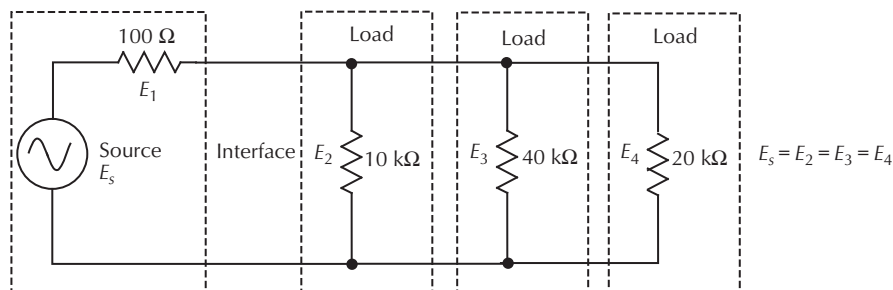 100 Ω
E1
Source
Es
Interface
Load
E2
10 kΩ
Load
E3
40 kΩ
Load
E4
20 kΩ
Es = E2 = E3 = E4